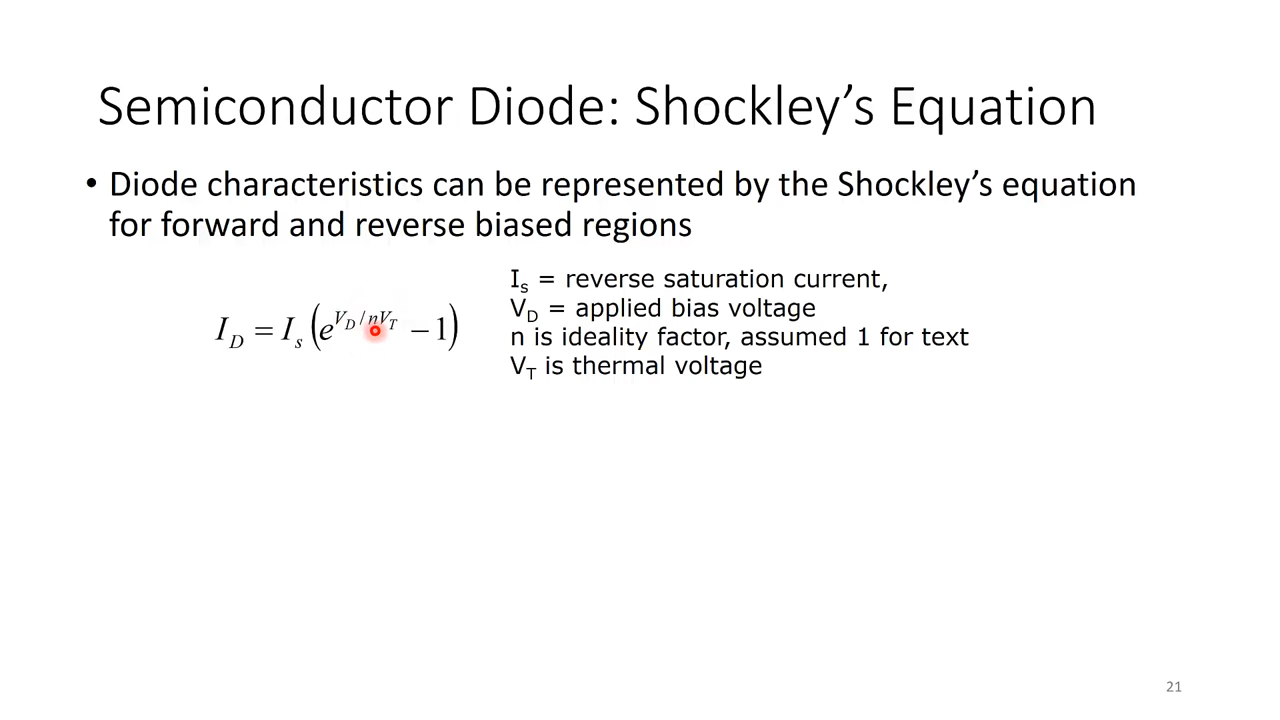 Semiconductor Diode: Shockley’s Equation
• Diode characteristics can be represented by the Shockley’s equation
for forward and reverse biased regions
I_D = I_s (e^{V_D / nV_T} − 1)
I_s = reverse saturation current,
V_D = applied bias voltage
n is ideality factor, assumed 1 for text
V_T is thermal voltage
21